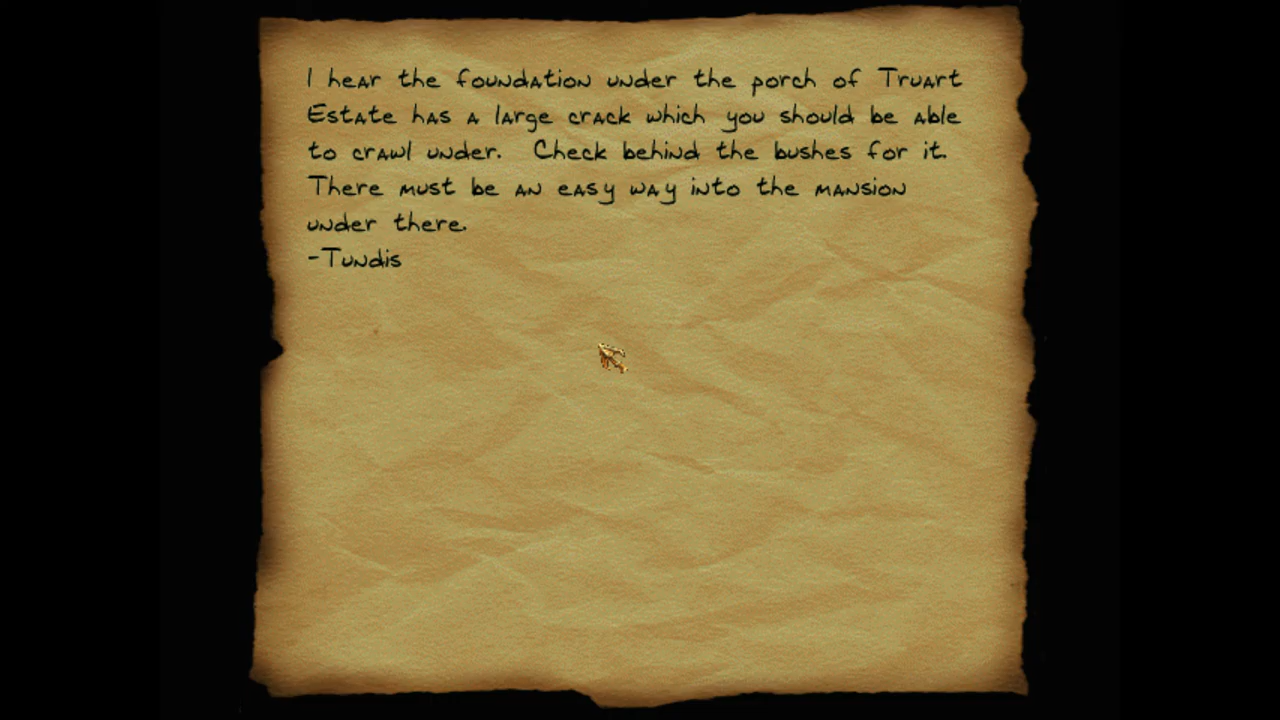 I hear the foundation under the porch of Truart
Estate has a large crack which you should be able
to crawl under.  Check behind the bushes for it.
There must be an easy way into the mansion
under there.
-Tundis